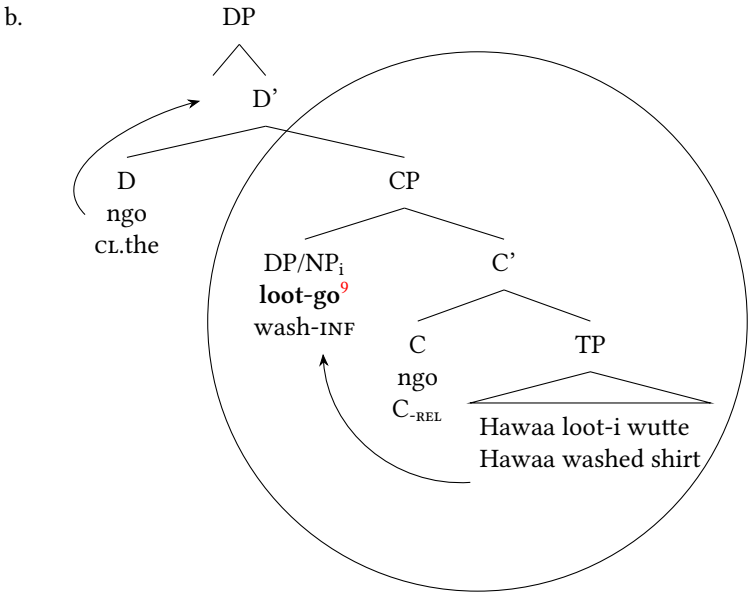 b.
DP
D’
D
ngo
CL.the
CP
DP/NPi
loot-go9
wash-INF
C’
C
ngo
C-REL
TP
Hawaa loot-i wutte
Hawaa washed shirt